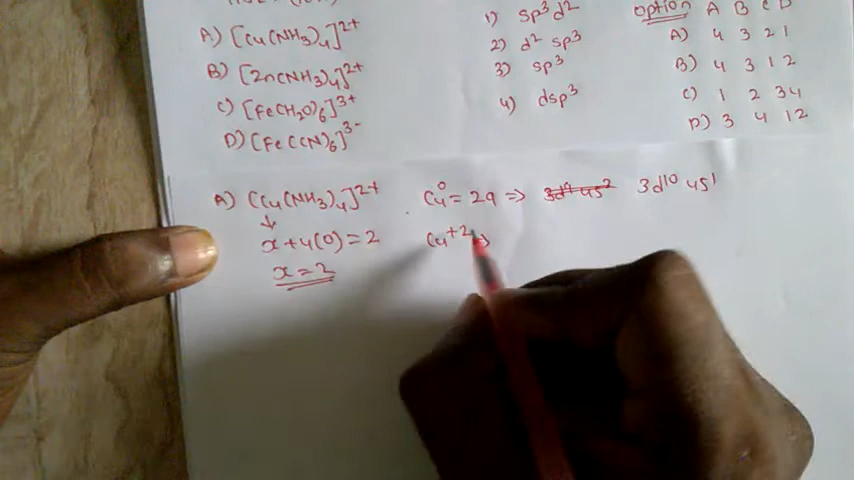 A) [Cu(NH3)4]2+
B) [Zn(NH3)4]2+
C) [Fe(H2O)6]3+
D) [Fe(CN)6]3-
1) sp3d2
2) d2 sp3
3) sp3
4) dsp3
option A B C D
A) 4 3 2 1
B) 4 3 1 2
C) 1 2 3 4
D) 3 4 1 2
A) [Cu(NH3)4]2+ Cu0 = 29 ⇒ 3d9 4s2 3d10 4s1
↓
x + 4(0) = 2 Cu+2 ⇒
x = 2